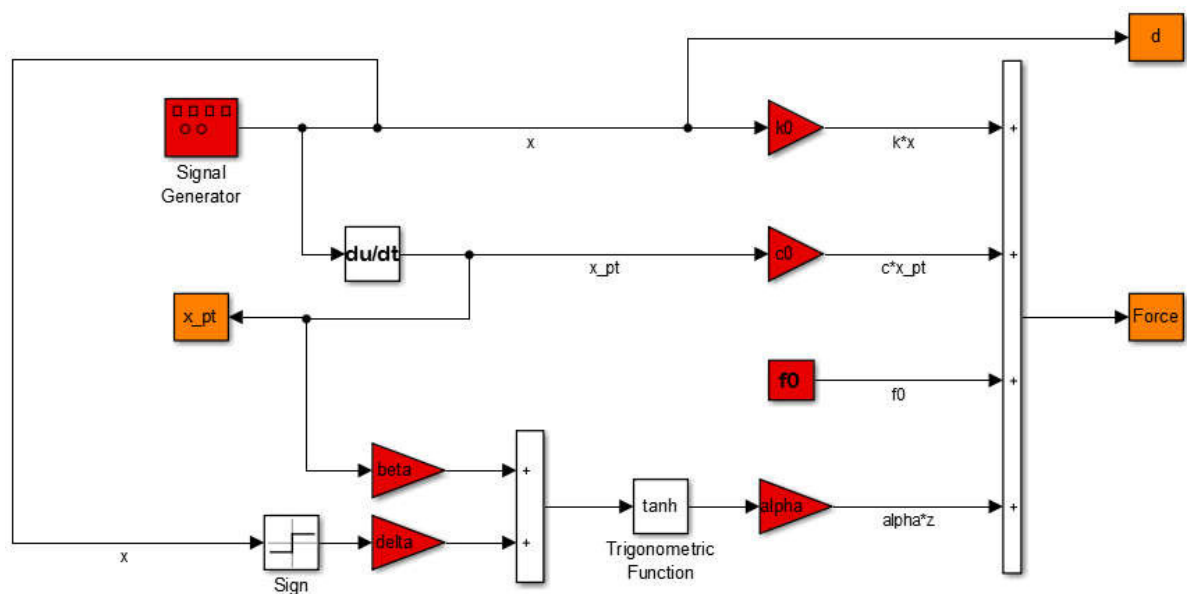 d
k0
x
k*x
+
Signal
Generator
du/dt
x_pt
c0
c*x_pt
+
x_pt
Force
f0
f0
+
beta
+
tanh
alpha
alpha*z
+
delta
+
x
Sign
Trigonometric
Function